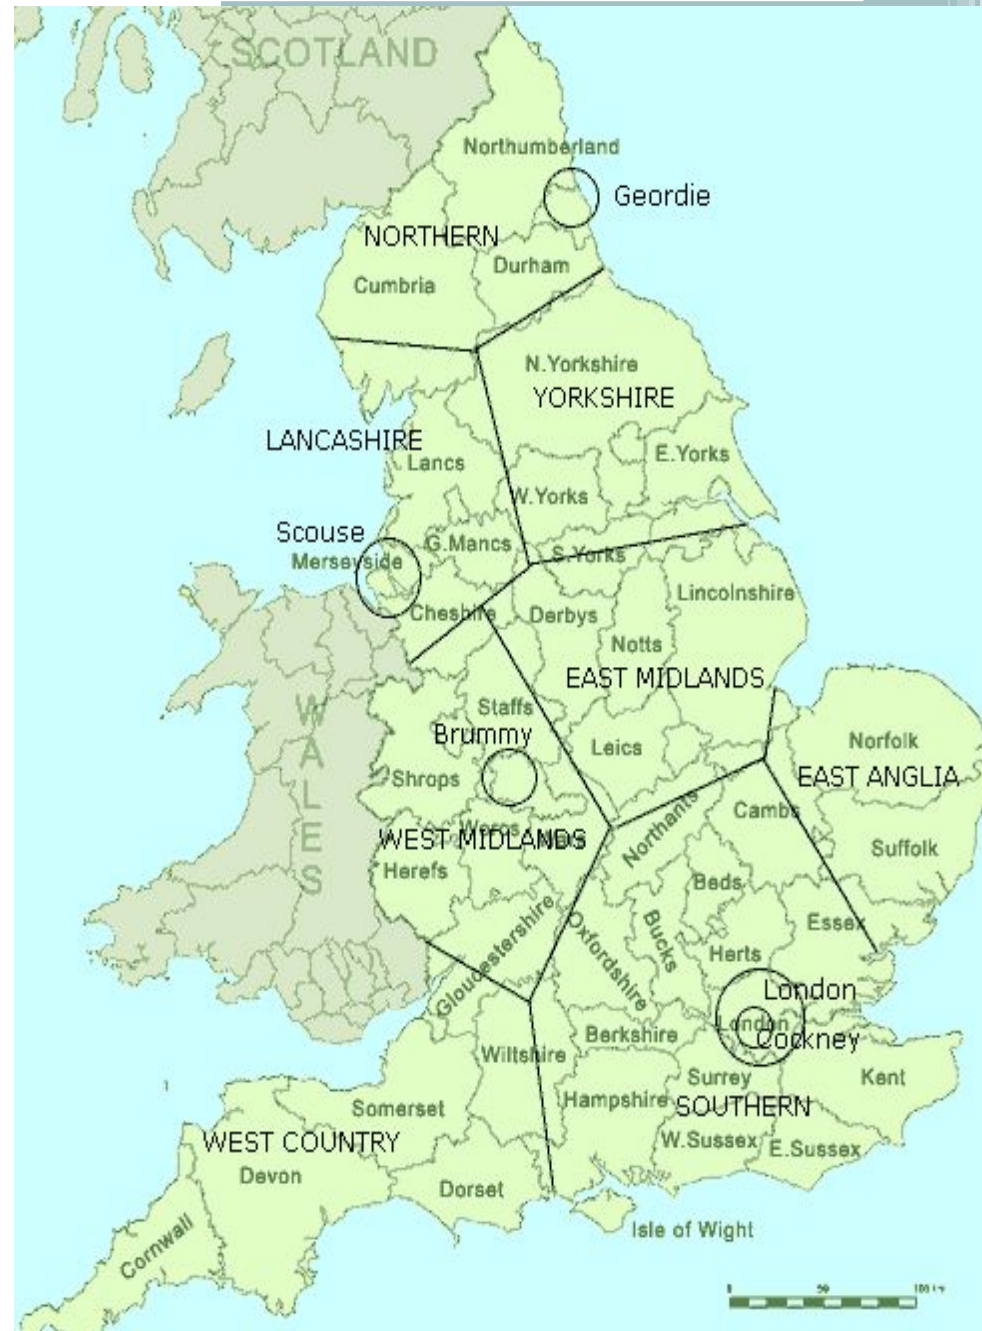 SCOTLAND
Northumberland
Geordie
NORTHERN
Durham
Cumbria
N.Yorkshire
YORKSHIRE
LANCASHIRE
Lancs
E.Yorks
W.Yorks
Scouse
G.Mancs
Merseyside
S.Yorks
Cheshire
Derbys
Lincolnshire
Notts
EAST MIDLANDS
WALES
Staffs
Brummy
Leics
Norfolk
Shrops
EAST ANGLIA
Northants
Cambs
Worcs
WEST MIDLANDS
Suffolk
Herefs
Beds
Essex
Gloucestershire
Oxfordshire
Bucks
Herts
London
London
Cockney
Berkshire
Wiltshire
Surrey
Kent
Hampshire
SOUTHERN
Somerset
WEST COUNTRY
W.Sussex
E.Sussex
Devon
Dorset
Cornwall
Isle of Wight